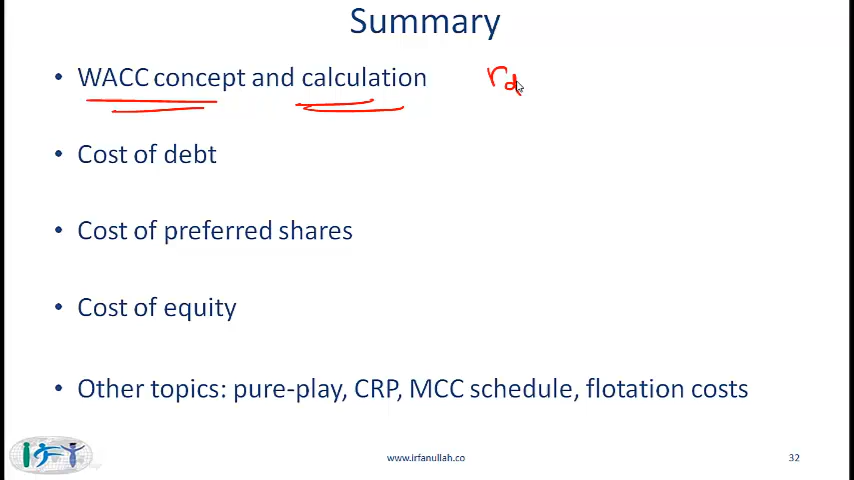 Summary
• WACC concept and calculation rd
• Cost of debt
• Cost of preferred shares
• Cost of equity
• Other topics: pure-play, CRP, MCC schedule, flotation costs
www.irfanullah.co 32